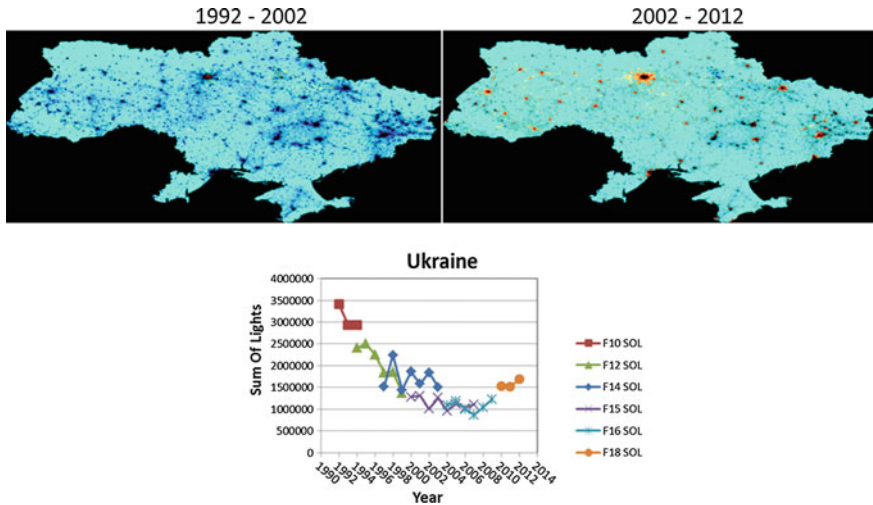 1992 - 2002
2002 - 2012
Ukraine
4000000
3500000
3000000
2500000
2000000
1500000
1000000
500000
0
Sum Of Lights
1990
1992
1994
1996
1998
2000
2002
2004
2006
2008
2010
2012
2014
Year
F10 SOL
F12 SOL
F14 SOL
F15 SOL
F16 SOL
F18 SOL